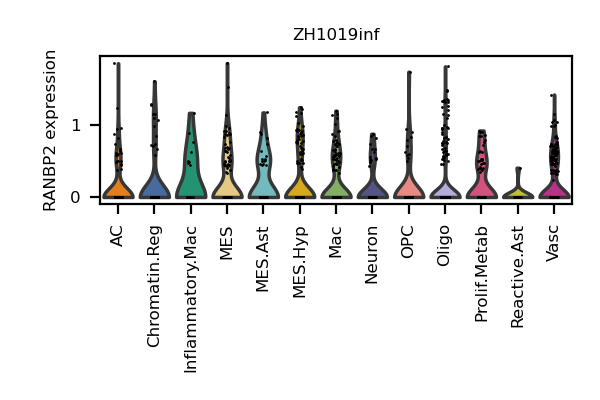 ZH1019inf
RANBP2 expression
1
0
AC
Chromatin.Reg
Inflammatory.Mac
MES
MES.Ast
MES.Hyp
Mac
Neuron
OPC
Oligo
Prolif.Metab
Reactive.Ast
Vasc